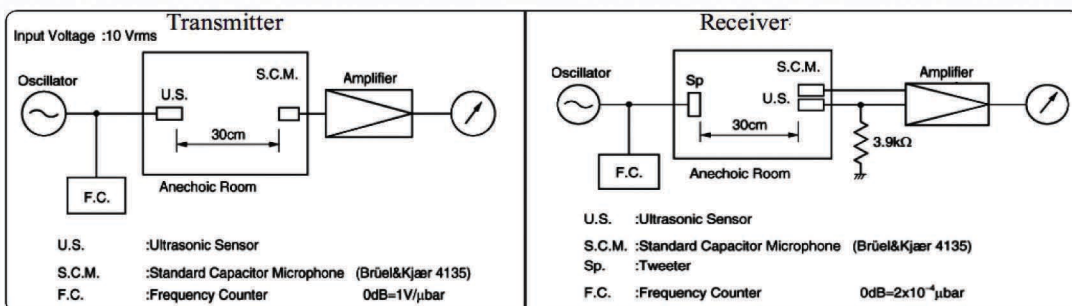 Transmitter
Input Voltage :10 Vrms
Oscillator
U.S.
S.C.M.
Amplifier
30cm
F.C.
Anechoic Room
U.S. :Ultrasonic Sensor
S.C.M. :Standard Capacitor Microphone (Brüel&Kjær 4135)
F.C. :Frequency Counter 0dB=1V/μbar
Receiver
Oscillator
Sp
S.C.M.
U.S.
Amplifier
30cm
3.9kΩ
F.C.
Anechoic Room
U.S. :Ultrasonic Sensor
S.C.M. :Standard Capacitor Microphone (Brüel&Kjær 4135)
Sp. :Tweeter
F.C. :Frequency Counter 0dB=2x10⁻⁴μbar